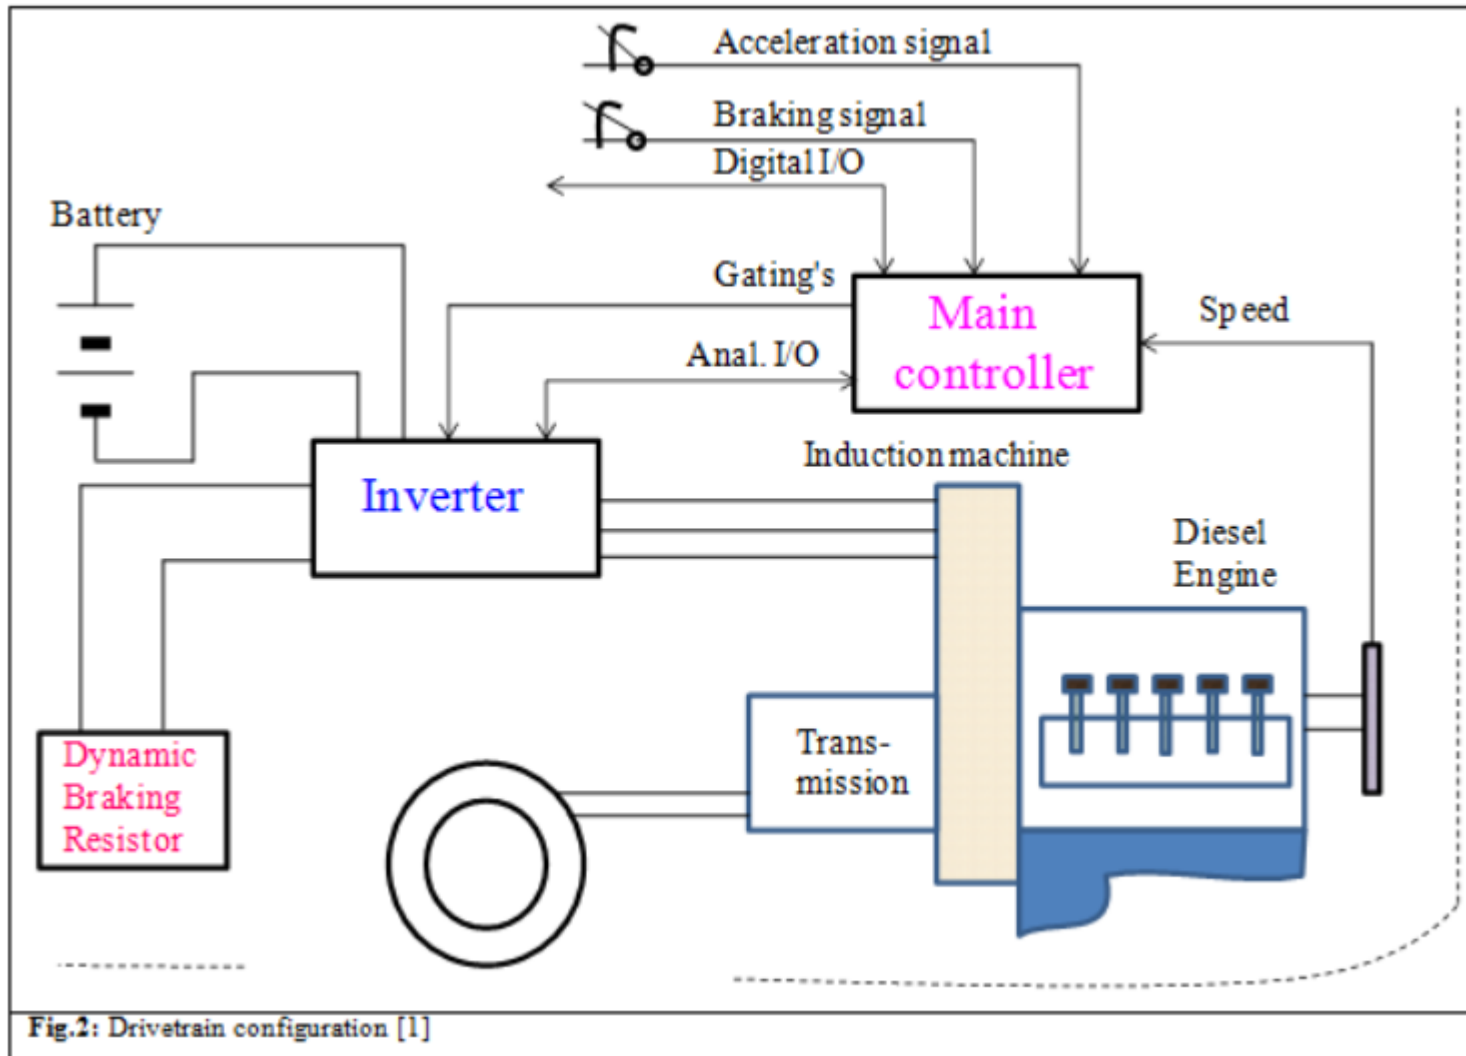 Acceleration signal
Braking signal
Digital I/O
Battery
Gating's
Main
controller
Speed
Anal. I/O
Induction machine
Inverter
Diesel
Engine
Trans-
mission
Dynamic
Braking
Resistor
Fig.2: Drivetrain configuration [1]